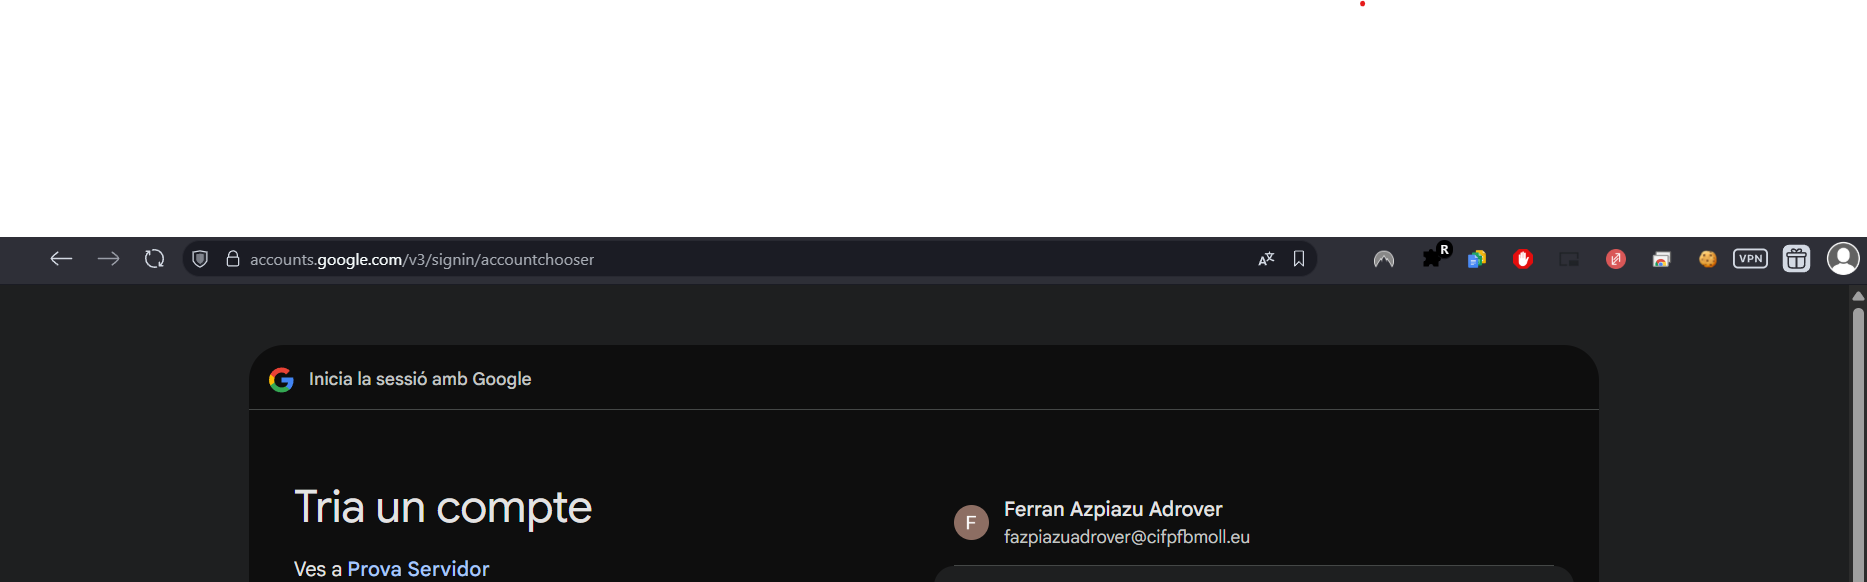 accounts.google.com/v3/signin/accountchooser
R
VPN
Inicia la sessió amb Google
Tria un compte
Ves a Prova Servidor
F
Ferran Azpiazu Adrover
fazpiazuadrover@cifpfbmoll.eu